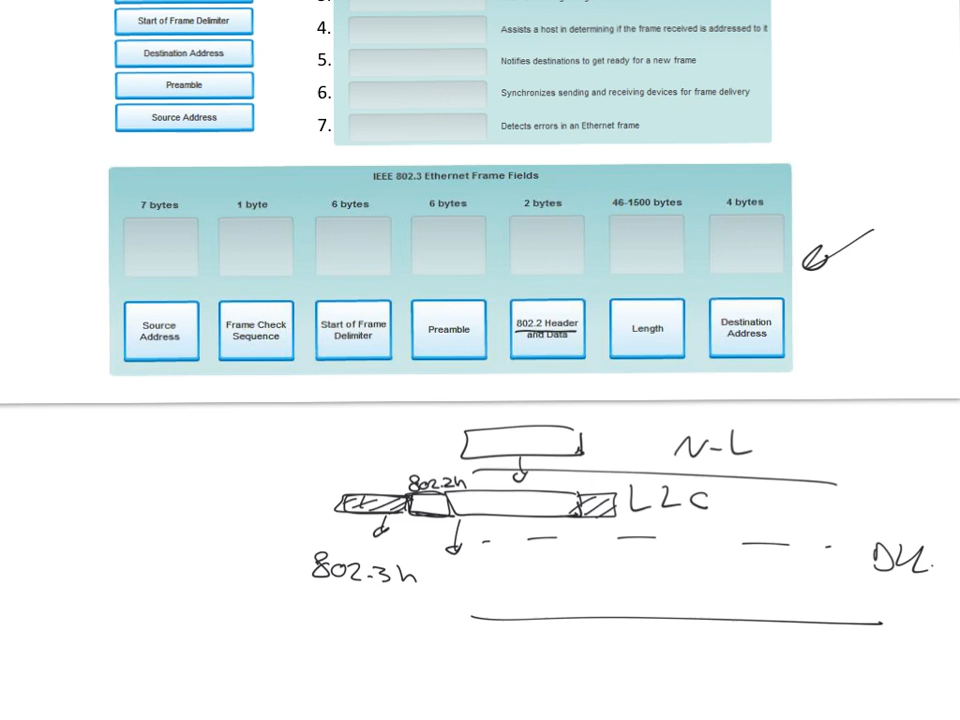 Start of Frame Delimiter
4. Assists a host in determining if the frame received is addressed to it
Destination Address
5. Notifies destinations to get ready for a new frame
Preamble
6. Synchronizes sending and receiving devices for frame delivery
Source Address
7. Detects errors in an Ethernet frame
IEEE 802.3 Ethernet Frame Fields
7 bytes 1 byte 6 bytes 6 bytes 2 bytes 46-1500 bytes 4 bytes
Source Address
Frame Check Sequence
Start of Frame Delimiter
Preamble
802.2 Header and Data
Length
Destination Address
N-L
802.2h
LLC
802.3h